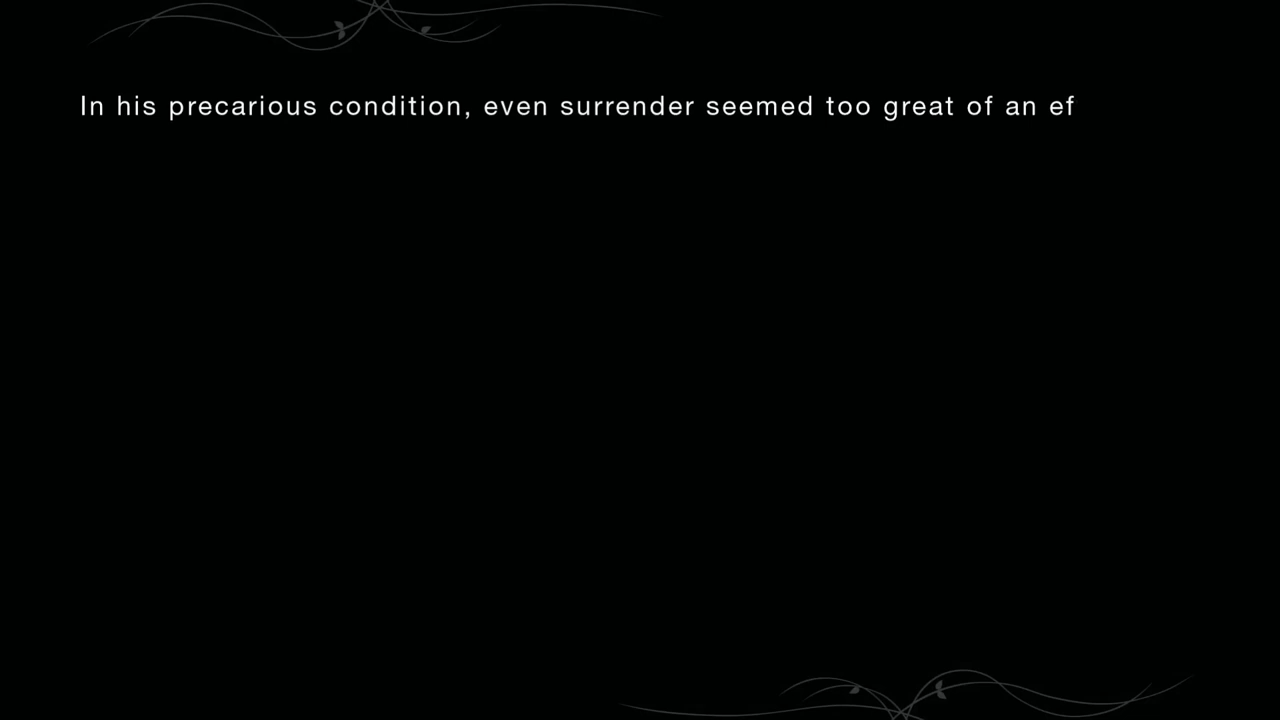 In his precarious condition, even surrender seemed too great of an ef